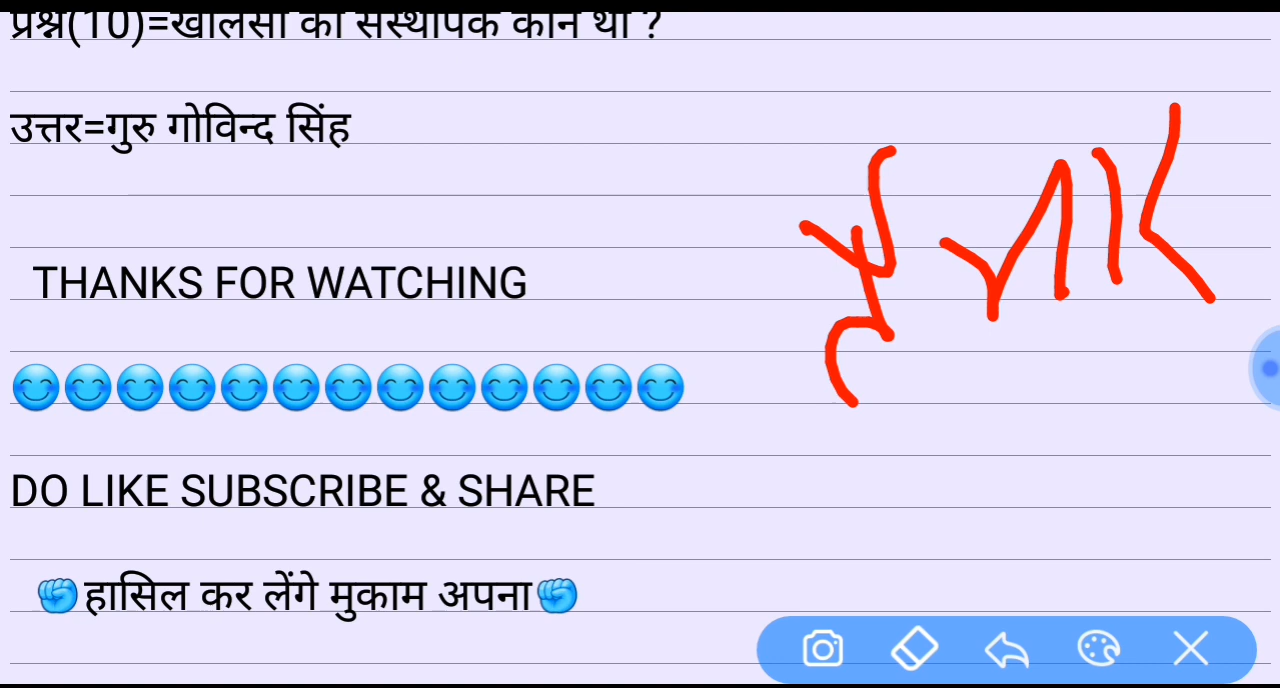 प्रश्न(10)=खालसा का संस्थापक कौन था ?
उत्तर=गुरु गोविन्द सिंह
THANKS FOR WATCHING
😊😊😊😊😊😊😊😊😊😊😊😊😊
DO LIKE SUBSCRIBE & SHARE
✊हासिल कर लेंगे मुकाम अपना✊